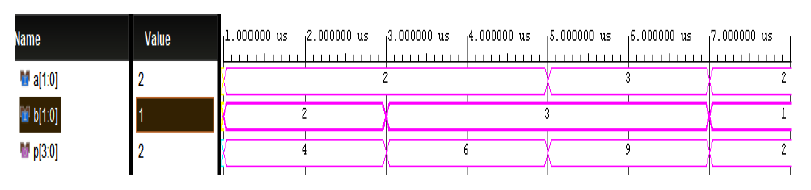 Name Value 1.000000 us 2.000000 us 3.000000 us 4.000000 us 5.000000 us 6.000000 us 7.000000 us
a[1:0] 2 2 3 2
b[1:0] 1 2 3 1
p[3:0] 2 4 6 9 2